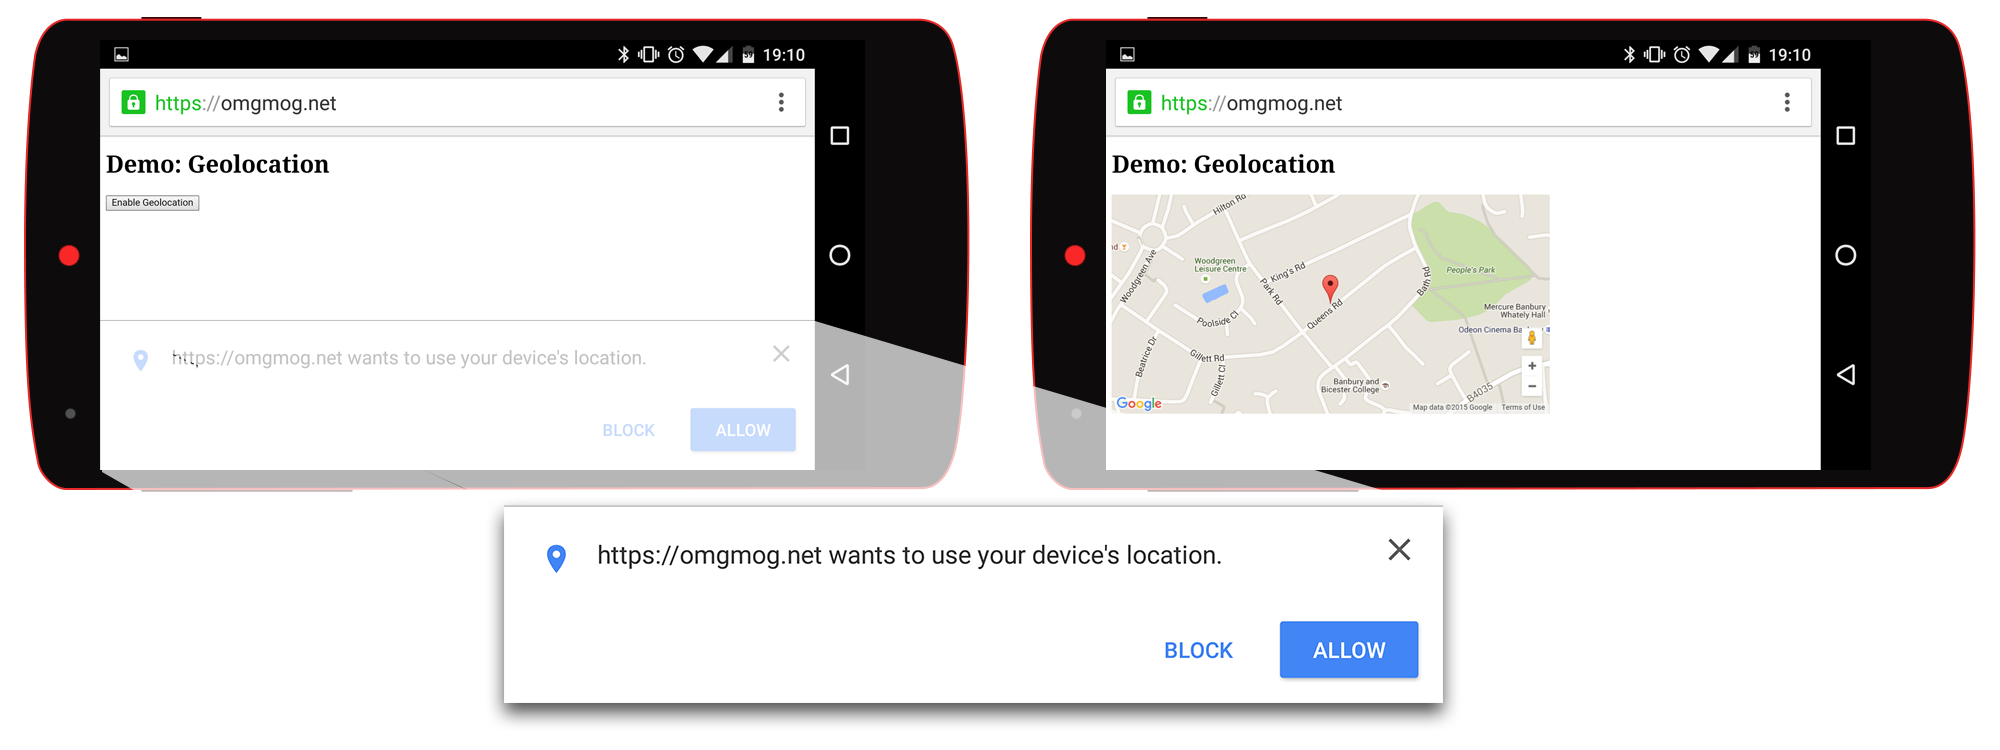 19:10
https://omgmog.net
Demo: Geolocation
Enable Geolocation
https://omgmog.net wants to use your device's location.
BLOCK
ALLOW
19:10
https://omgmog.net
Demo: Geolocation
Hilton Rd
Woodgreen Ave
Woodgreen
Leisure Centre
King's Rd
Park Rd
Bath Rd
People's Park
Queens Rd
Poolside Cl
Mercure Banbury
Whately Hall
Odeon Cinema
Beatrice Dr
Gillett Rd
Gillett Cl
Banbury and
Bicester College
B4035
Google
Map data ©2015 Google
Terms of Use
https://omgmog.net wants to use your device's location.
BLOCK
ALLOW